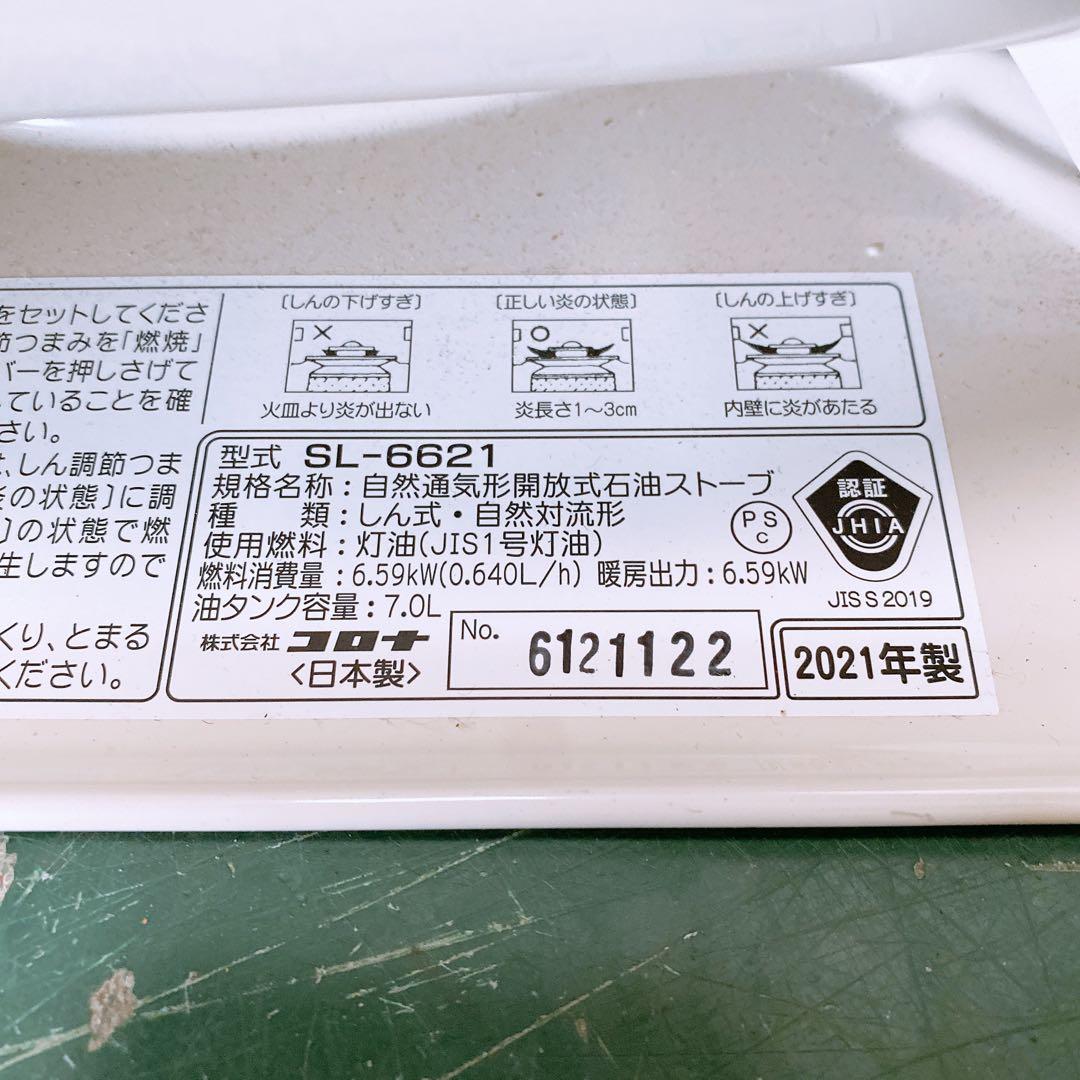 をセットしてくださ
節つまみを「燃焼」
バーを押しさげて
していることを確
さい。
は、しん調節つま
炎の状態〕に調
〕の状態で燃
生しますので
くり、とまる
ください。
〔しんの下げすぎ〕
火皿より炎が出ない
〔正しい炎の状態〕
炎長さ1～3cm
〔しんの上げすぎ〕
内壁に炎があたる
型式 SL-6621
規格名称：自然通気形開放式石油ストーブ
種　　類：しん式・自然対流形
使用燃料：灯油(JIS1号灯油)
燃料消費量：6.59kW(0.640L/h) 暖房出力：6.59kW
油タンク容量：7.0L
株式会社 コロナ
〈日本製〉
PS
C
認証
JHIA
JIS S 2019
No. 6121122
2021年製